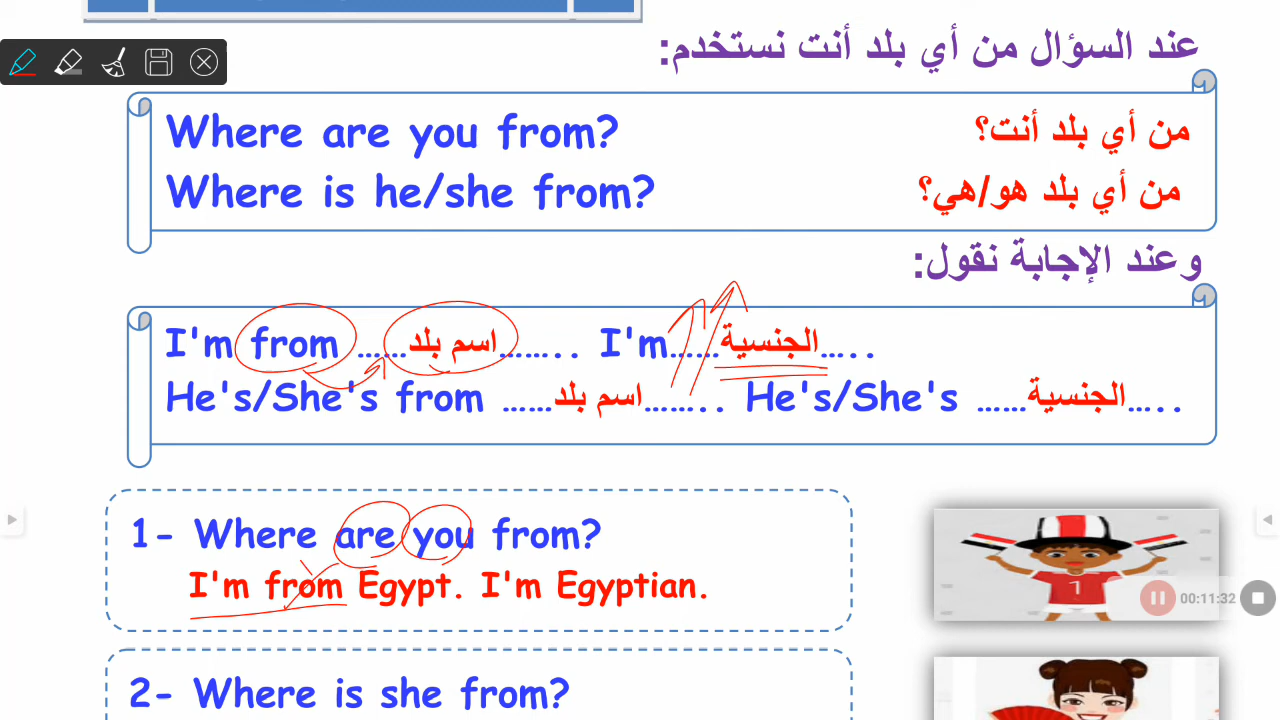 عند السؤال من أي بلد أنت نستخدم:
Where are you from? من أي بلد أنت؟
Where is he/she from? من أي بلد هو/هي؟
وعند الإجابة نقول:
I'm from ......اسم بلد........ I'm......الجنسية.....
He's/She's from ......اسم بلد........ He's/She's ......الجنسية.....
1- Where are you from?
I'm from Egypt. I'm Egyptian.
1
00:11:32
2- Where is she from?